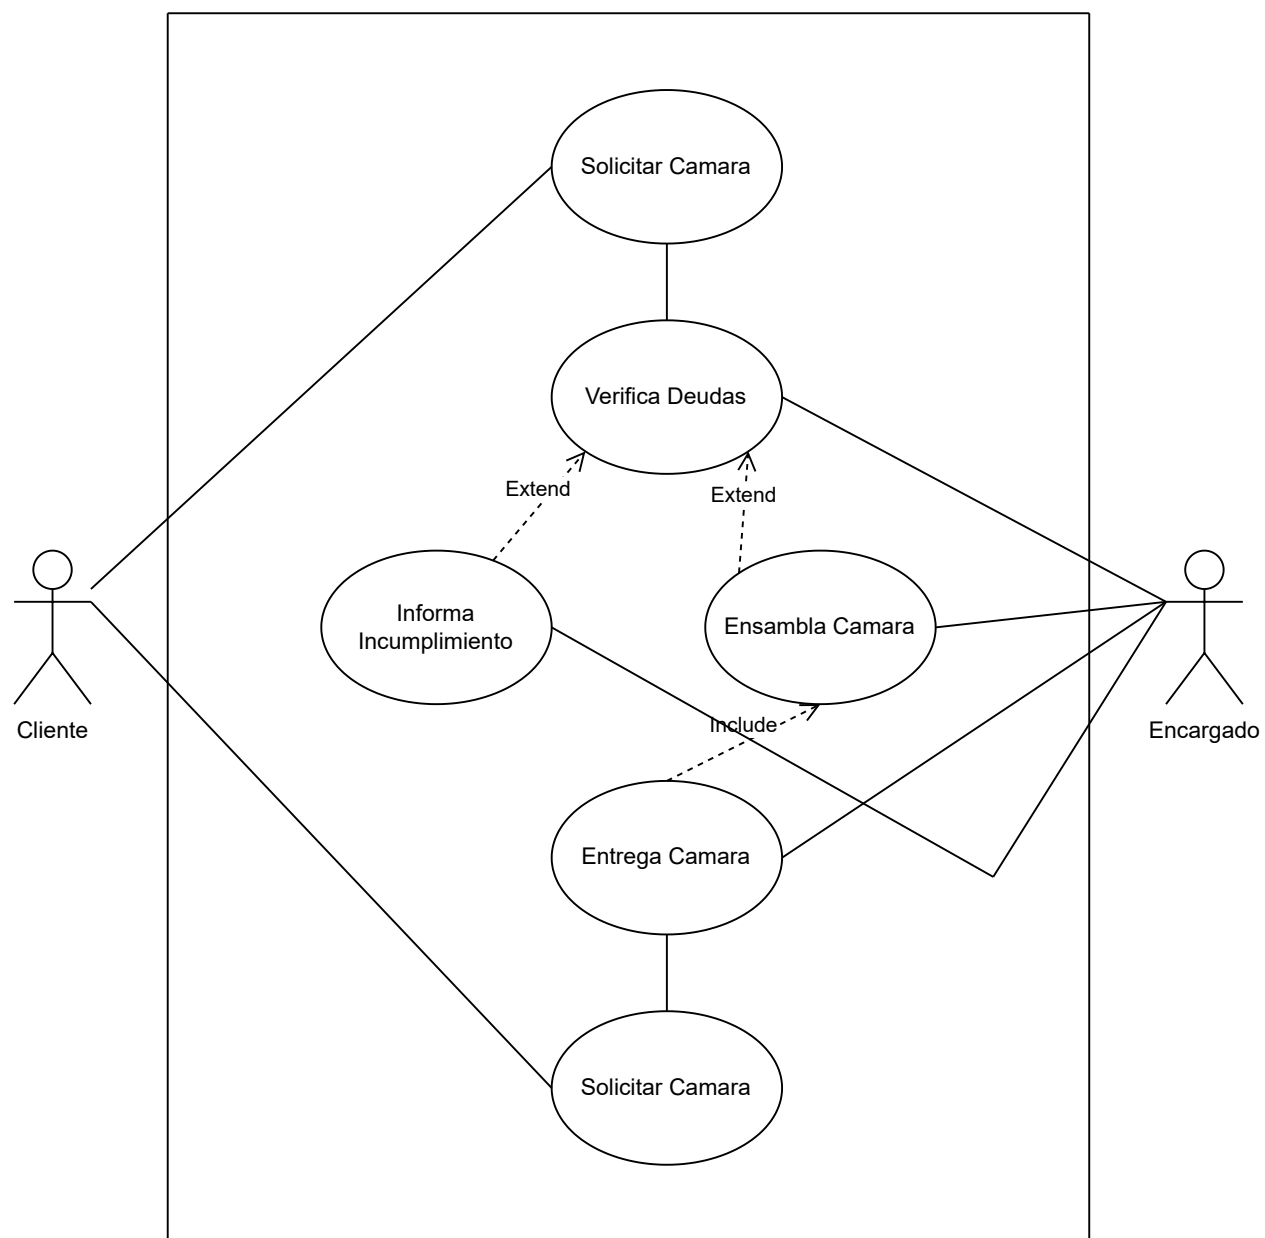 Solicitar Camara
Verifica Deudas
Extend
Extend
Informa
Incumplimiento
Ensambla Camara
Cliente
Include
Encargado
Entrega Camara
Solicitar Camara